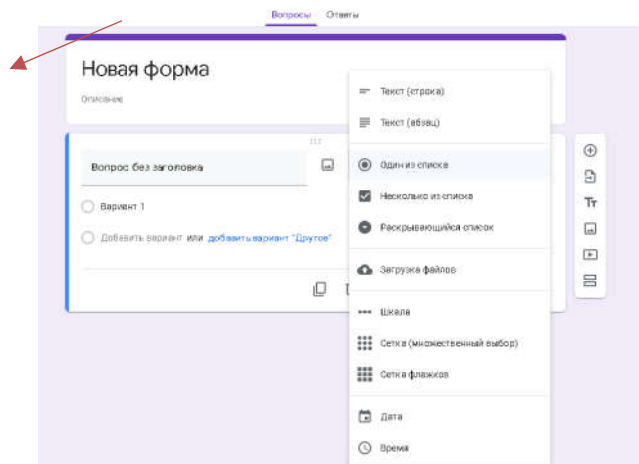 Вопросы Ответы
Новая форма
Описание
Вопрос без заголовка
Вариант 1
Добавить вариант или добавить вариант "Другое"
Текст (строка)
Текст (абзац)
Один из списка
Несколько из списка
Раскрывающийся список
Загрузка файлов
Шкала
Сетка (множественный выбор)
Сетка флажков
Дата
Время
Тт